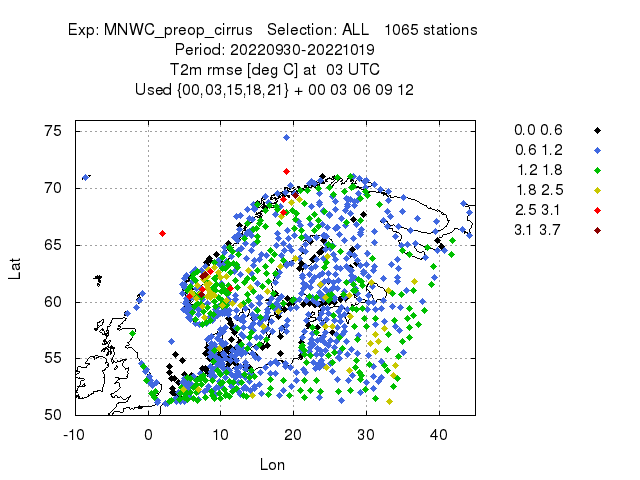 Exp: MNWC_preop_cirrus   Selection: ALL   1065 stations
Period: 20220930-20221019
T2m rmse [deg C] at  03 UTC
Used {00,03,15,18,21} + 00 03 06 09 12
0.0 0.6
0.6 1.2
1.2 1.8
1.8 2.5
2.5 3.1
3.1 3.7
75
70
65
60
55
50
Lat
-10 0 10 20 30 40
Lon